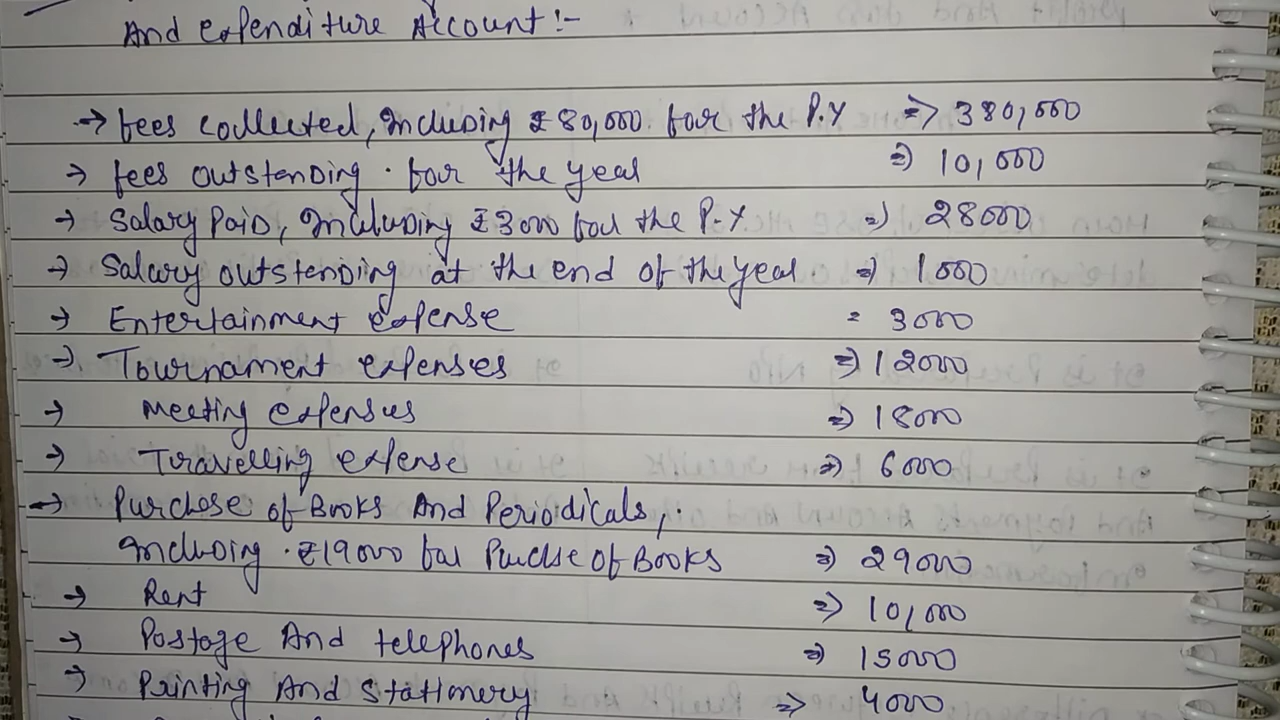 And Expenditure Account :-
→ fees collected, Including ₹ 80,000. for the P.Y => 380,000
→ fees outstanding . for the year => 10,000
→ Salary Paid, Including ₹3000 for the P.Y. => 28000
→ Salary outstanding at the end of the year => 1000
→ Entertainment expense = 3000
→ Tournament expenses => 12000
→ Meeting expenses => 18000
→ Travelling expense => 6000
→ Purchose of Books And Periodicals,.
Including . ₹19000 for Puchse of Books => 29000
→ Rent => 10,000
→ Postage And telephones => 15000
→ Printing And Stationery => 4000